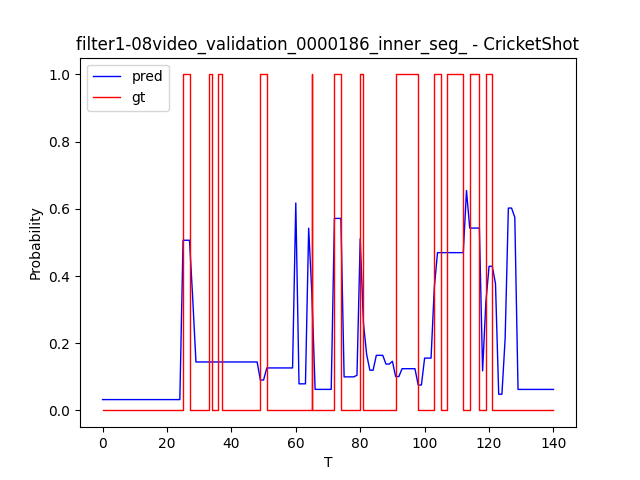 filter1-08video_validation_0000186_inner_seg_ - CricketShot
pred
gt
1.0
0.8
0.6
0.4
0.2
0.0
Probability
0 20 40 60 80 100 120 140
T